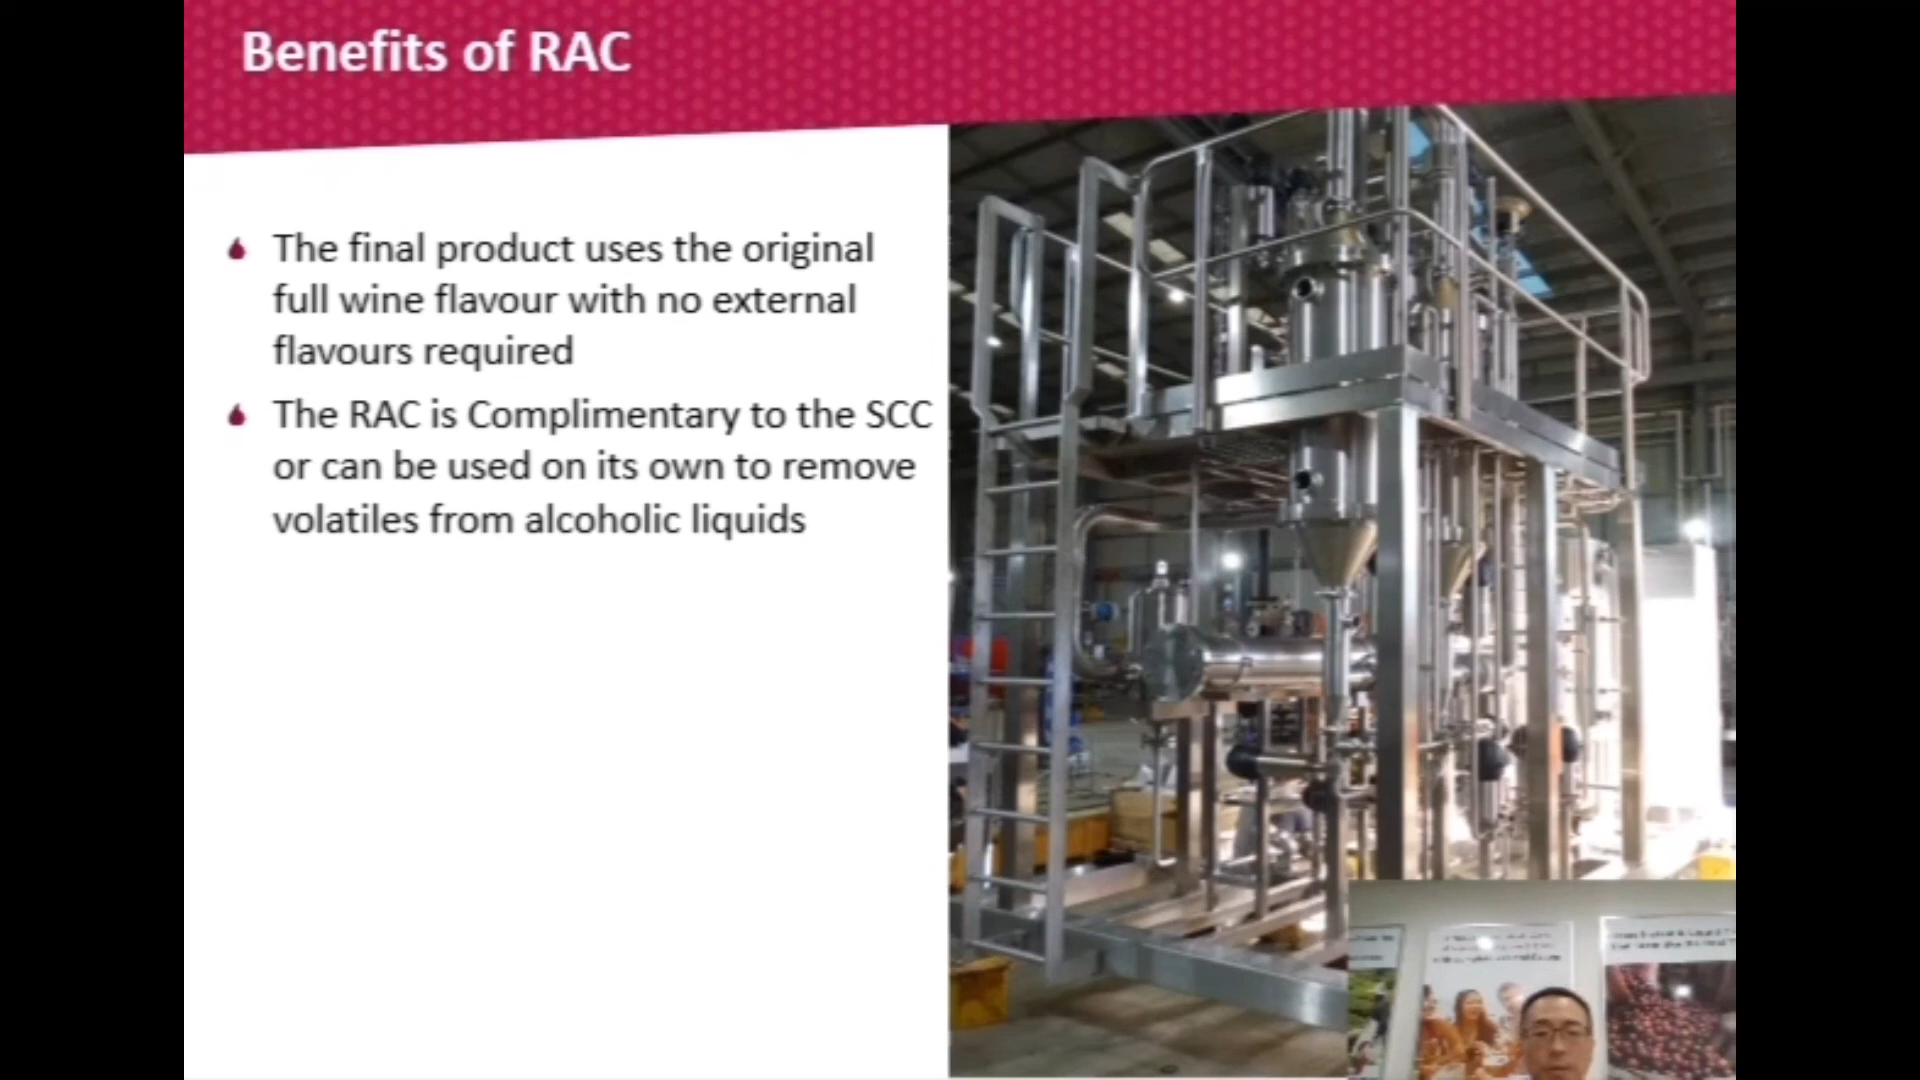 Benefits of RAC
The final product uses the original
full wine flavour with no external
flavours required
The RAC is Complimentary to the SCC
or can be used on its own to remove
volatiles from alcoholic liquids